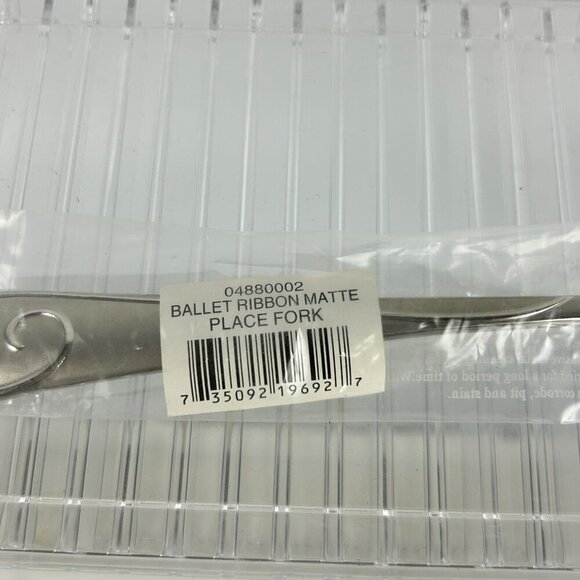 04880002
BALLET RIBBON MATTE
PLACE FORK
7 35092 19692 7
for a long period of time.
corrode, pit and stain.